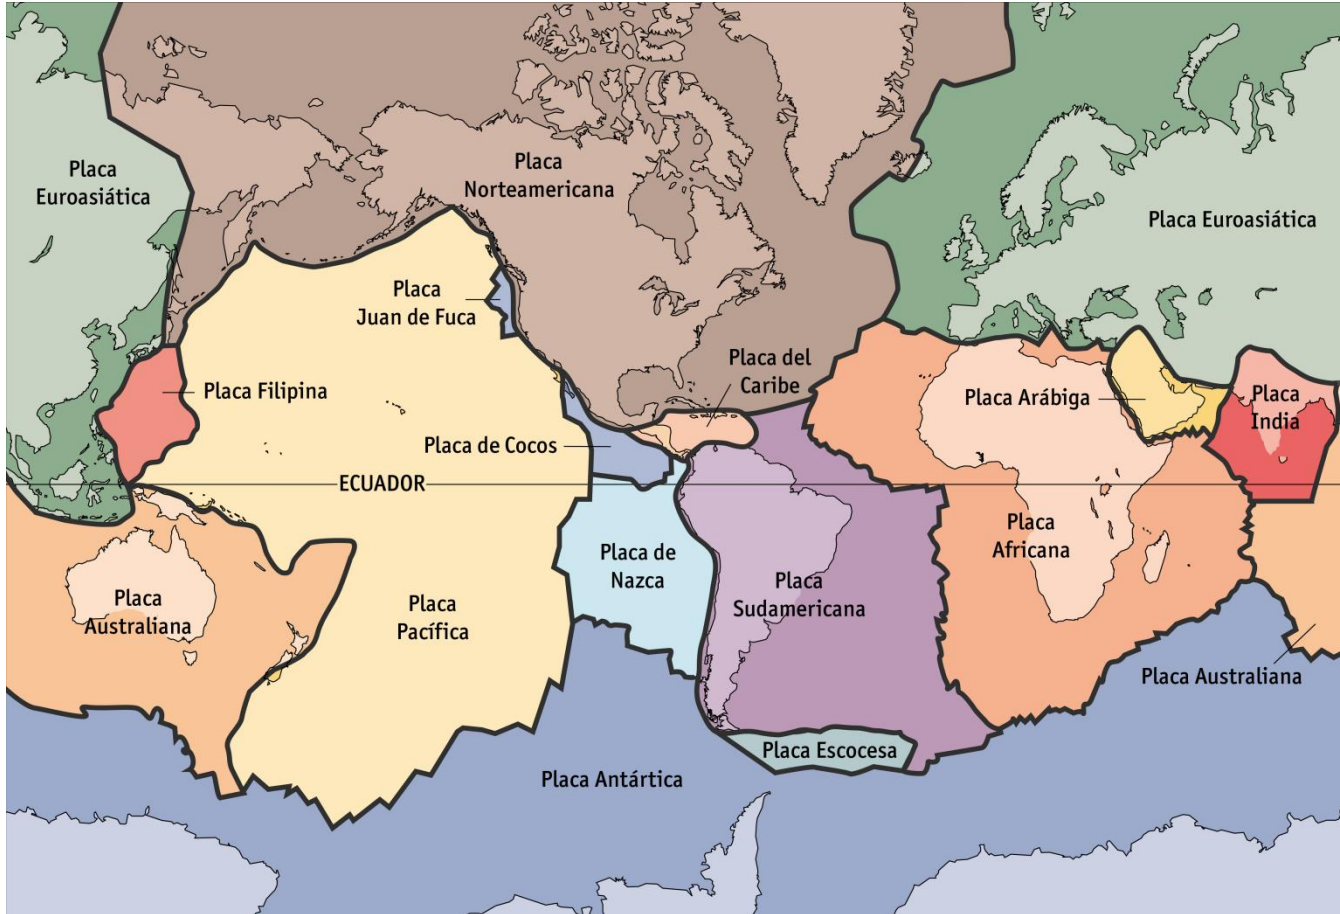 Placa
Euroasiática
Placa
Norteamericana
Placa Euroasiática
Placa
Juan de Fuca
Placa del
Caribe
Placa Filipina
Placa Arábiga
Placa
India
Placa de Cocos
ECUADOR
Placa
Africana
Placa de
Nazca
Placa
Sudamericana
Placa
Australiana
Placa
Pacífica
Placa Australiana
Placa Escocesa
Placa Antártica